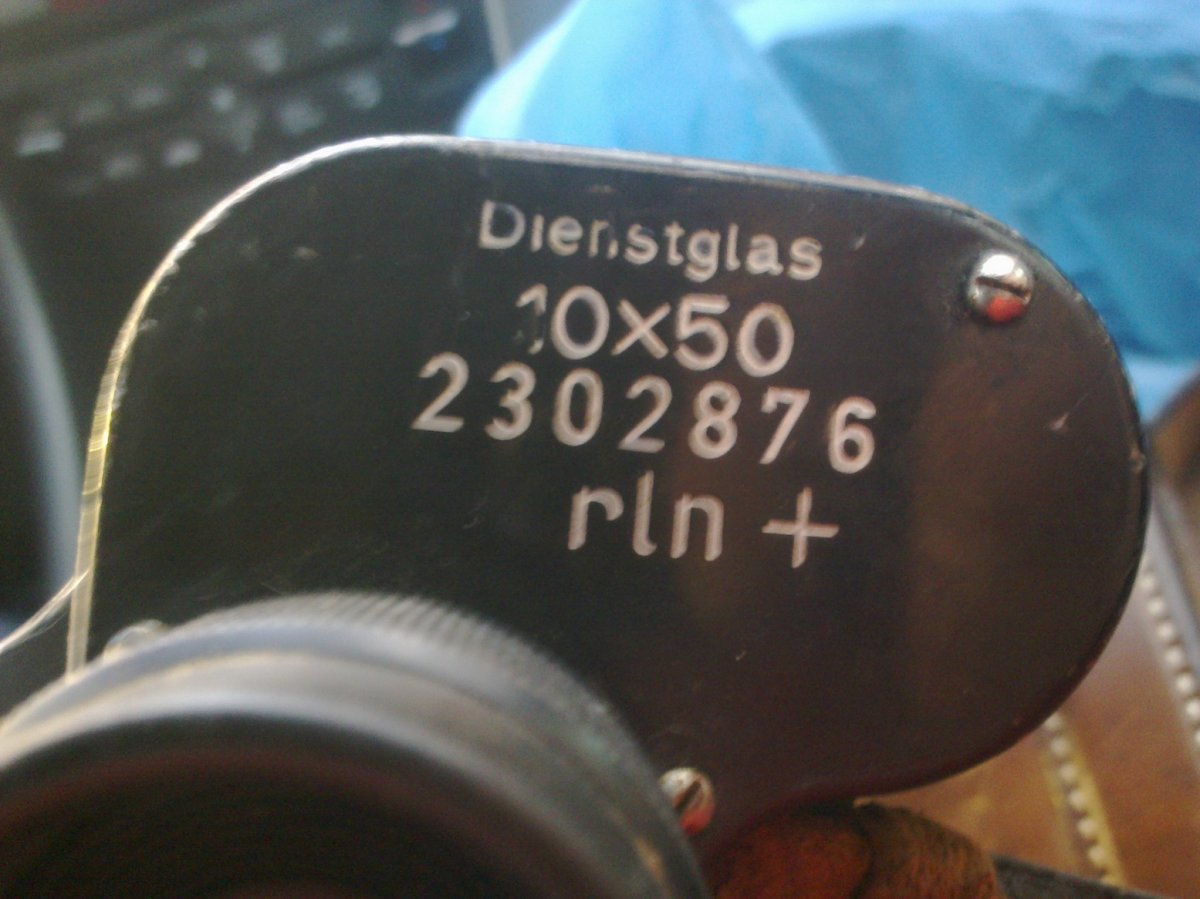 Dienstglas
10x50
2302876
rln +